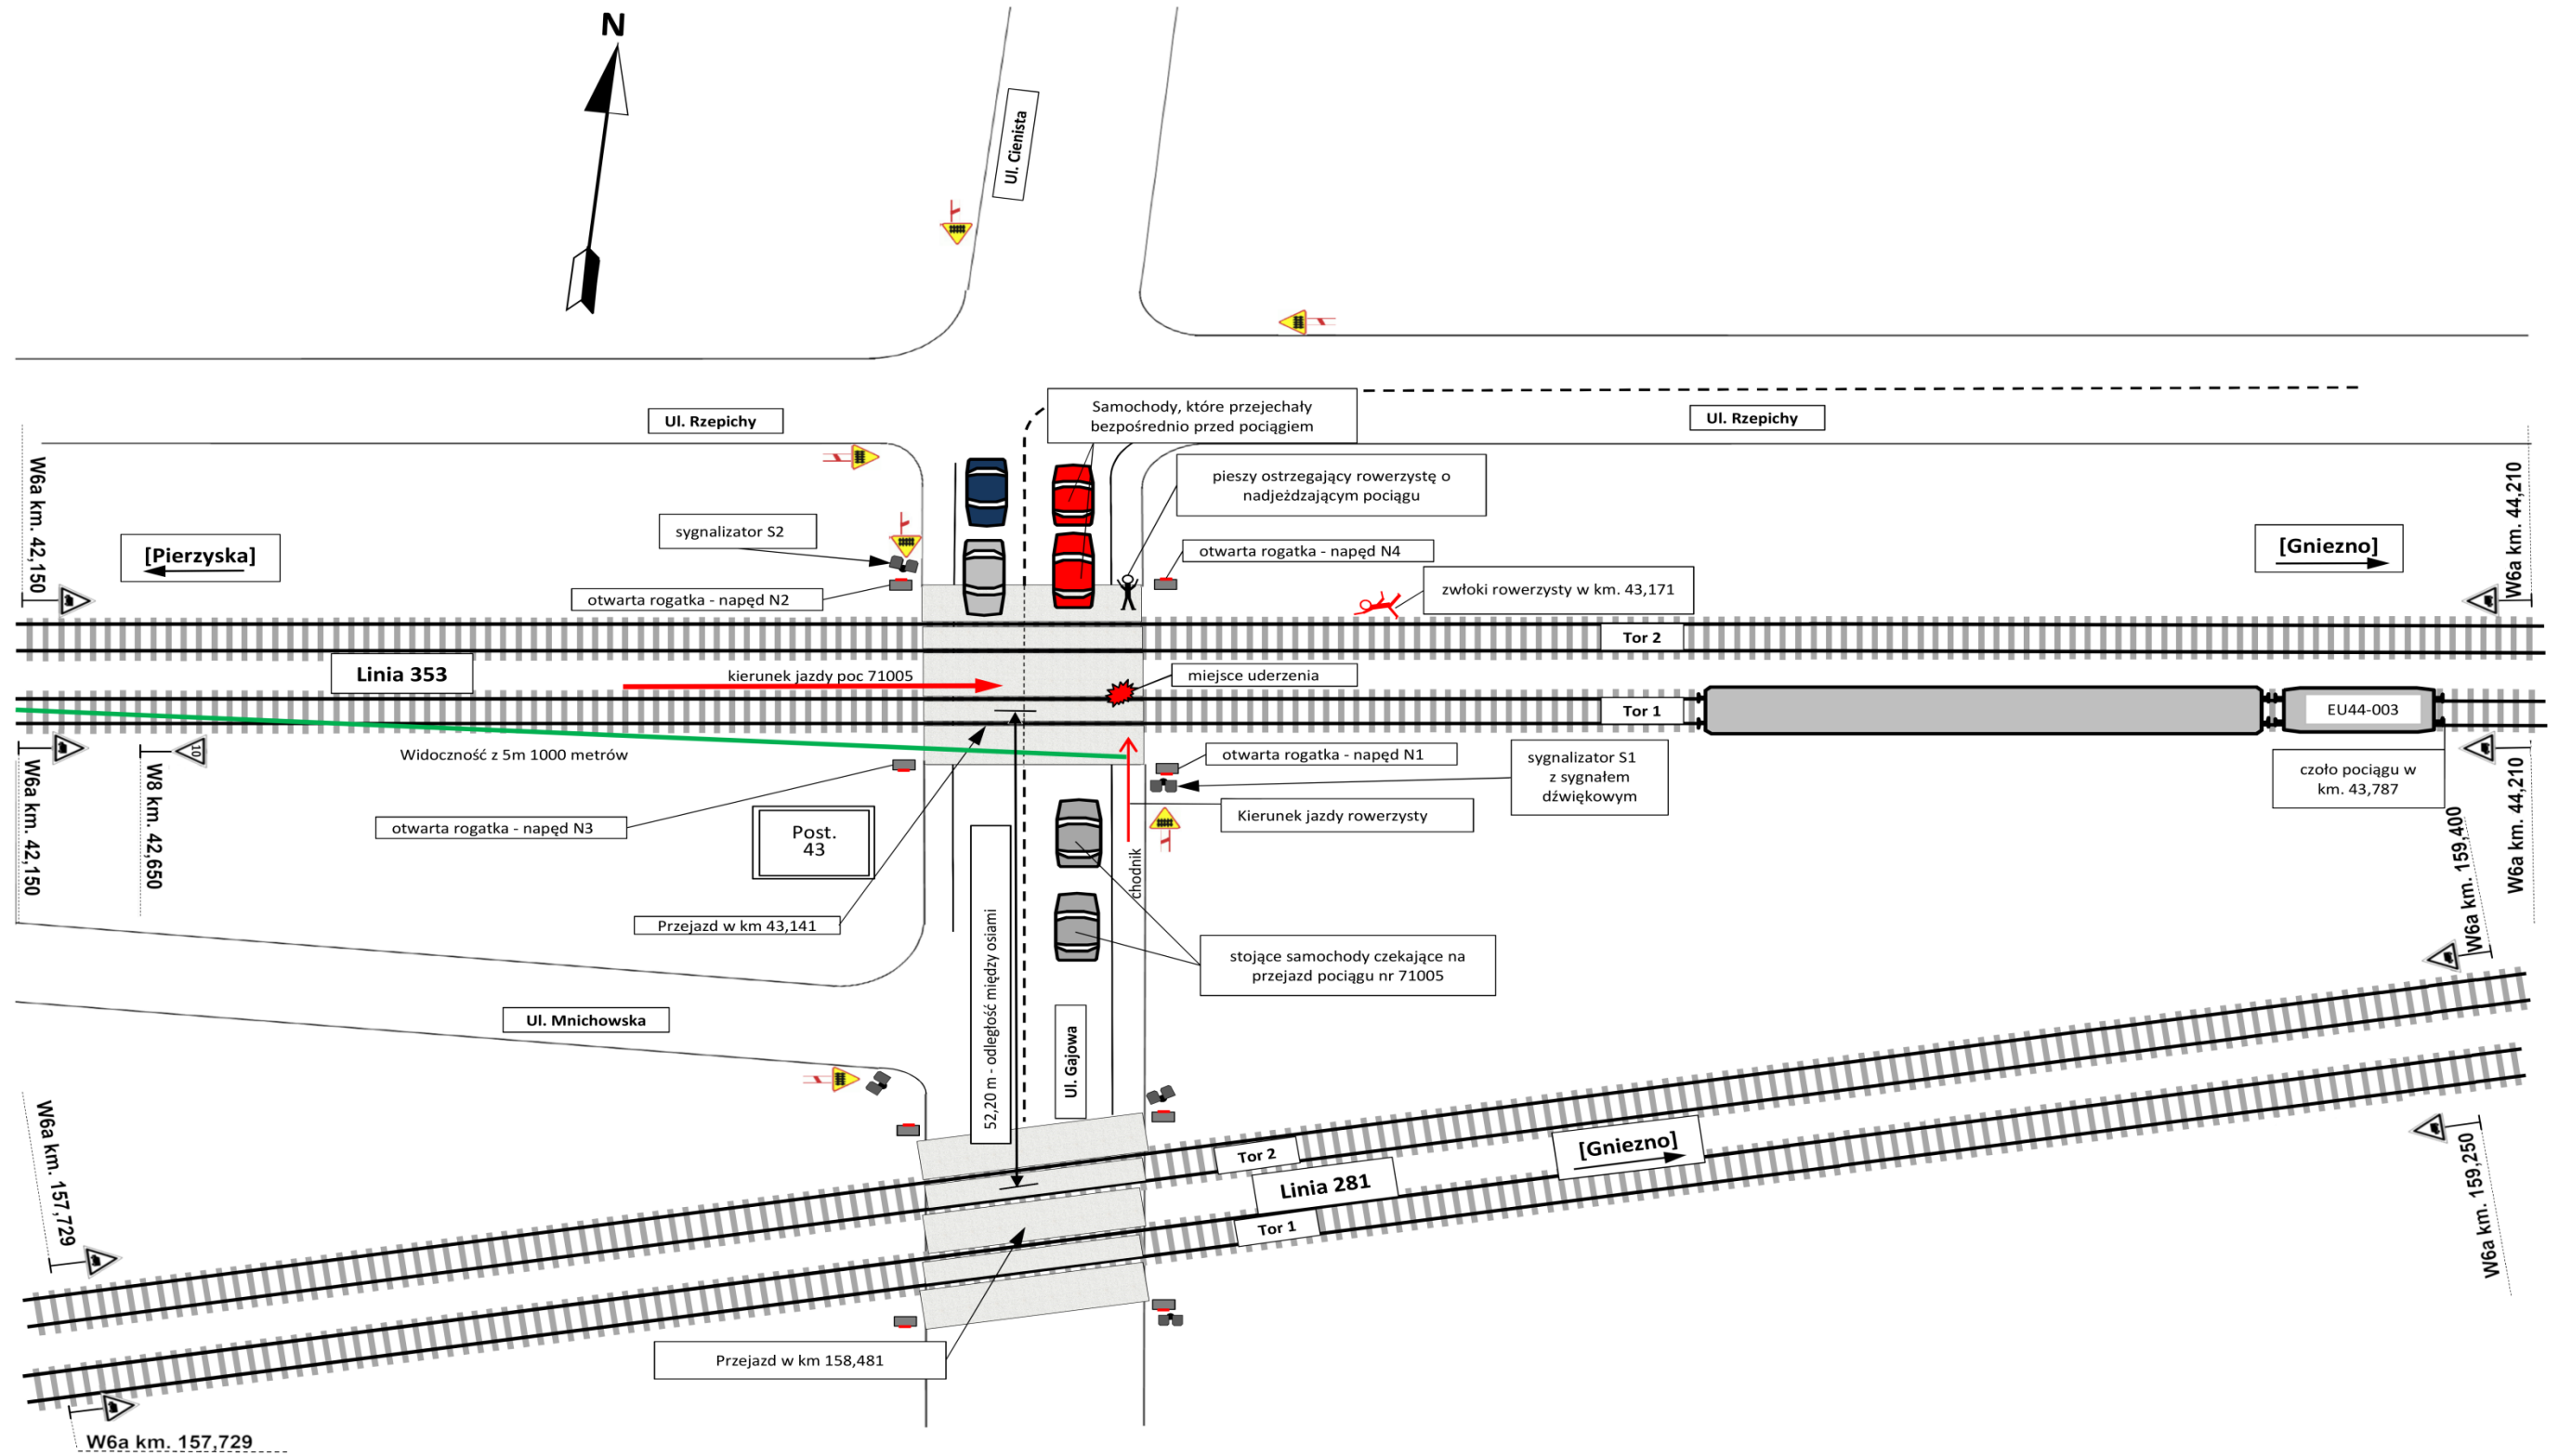 N
Ul. Cienista
Samochody, które przejechały
bezpośrednio przed pociągiem
Ul. Rzepichy
Ul. Rzepichy
W6a km. 42,150
W6a km. 44,210
pieszy ostrzegający rowerzystę o
nadjeżdzającym pociągu
sygnalizator S2
[Pierzyska]
[Gniezno]
otwarta rogatka - napęd N4
otwarta rogatka - napęd N2
zwłoki rowerzysty w km. 43,171
Tor 2
Linia 353
kierunek jazdy poc 71005
miejsce uderzenia
Tor 1
EU44-003
Widoczność z 5m 1000 metrów
10
otwarta rogatka - napęd N1
sygnalizator S1
z sygnałem
dźwiękowym
czoło pociągu w
km. 43,787
W6a km. 42,150
W8 km. 42,650
W6a km. 44,210
Kierunek jazdy rowerzysty
otwarta rogatka - napęd N3
Post.
43
chodnik
W6a km. 159,400
Przejazd w km 43,141
52,20 m - odległość między osiami
stojące samochody czekające na
przejazd pociągu nr 71005
Ul. Mnichowska
Ul. Gajowa
W6a km. 157,729
Tor 2
[Gniezno]
Linia 281
Tor 1
W6a km. 159,250
Przejazd w km 158,481
W6a km. 157,729